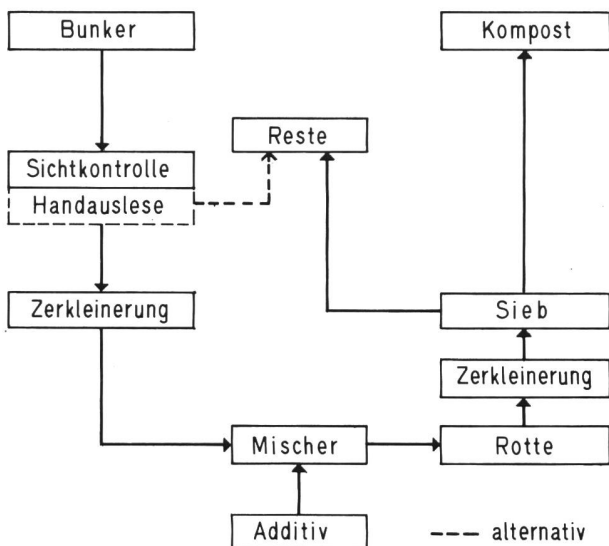 Bunker
Kompost
Reste
Sichtkontrolle
Handauslese
Zerkleinerung
Sieb
Zerkleinerung
Mischer
Rotte
Additiv
--- alternativ